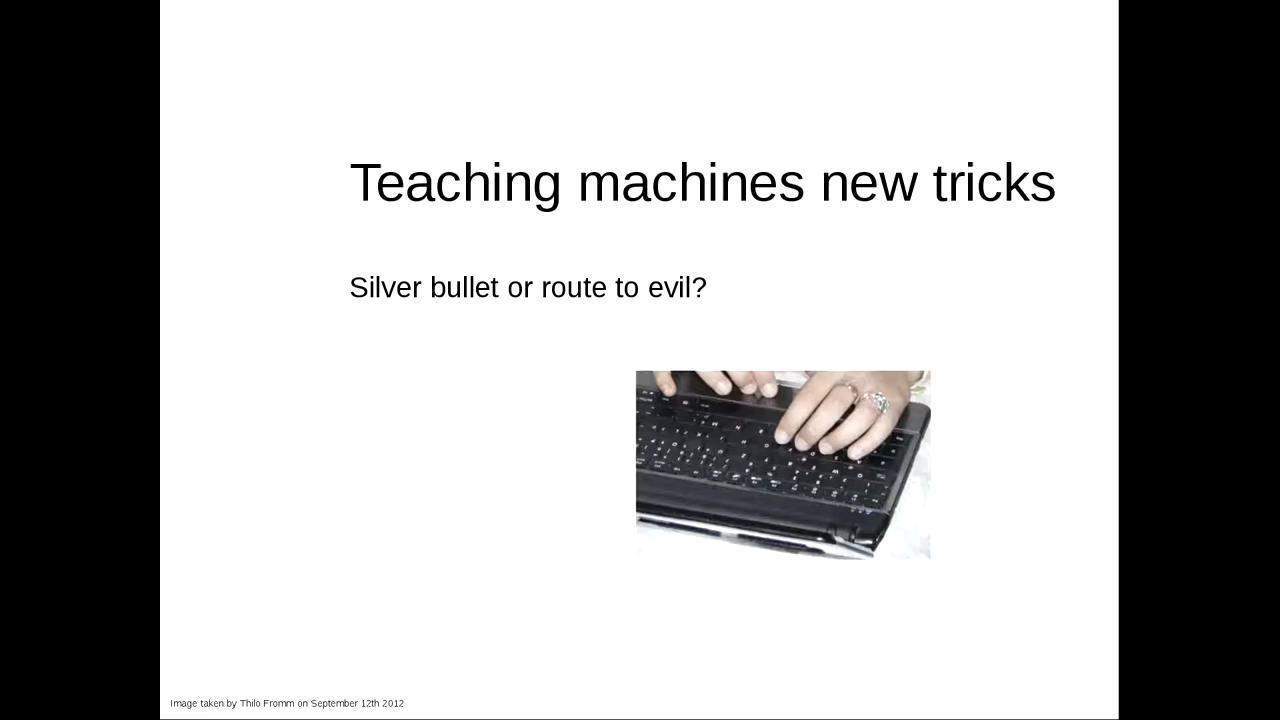 Teaching machines new tricks
Silver bullet or route to evil?
Image taken by Thilo Fromm on September 12th 2012